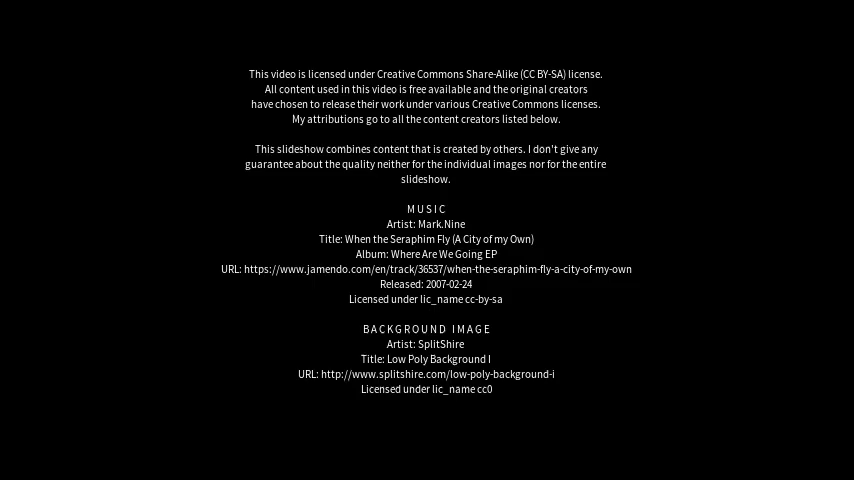 This video is licensed under Creative Commons Share-Alike (CC BY-SA) license.
All content used in this video is free available and the original creators
have chosen to release their work under various Creative Commons licenses.
My attributions go to all the content creators listed below.
This slideshow combines content that is created by others. I don't give any
guarantee about the quality neither for the individual images nor for the entire
slideshow.
MUSIC
Artist: Mark.Nine
Title: When the Seraphim Fly (A City of my Own)
Album: Where Are We Going EP
URL: https://www.jamendo.com/en/track/36537/when-the-seraphim-fly-a-city-of-my-own
Released: 2007-02-24
Licensed under lic_name cc-by-sa
BACKGROUND IMAGE
Artist: SplitShire
Title: Low Poly Background I
URL: http://www.splitshire.com/low-poly-background-i
Licensed under lic_name cc0